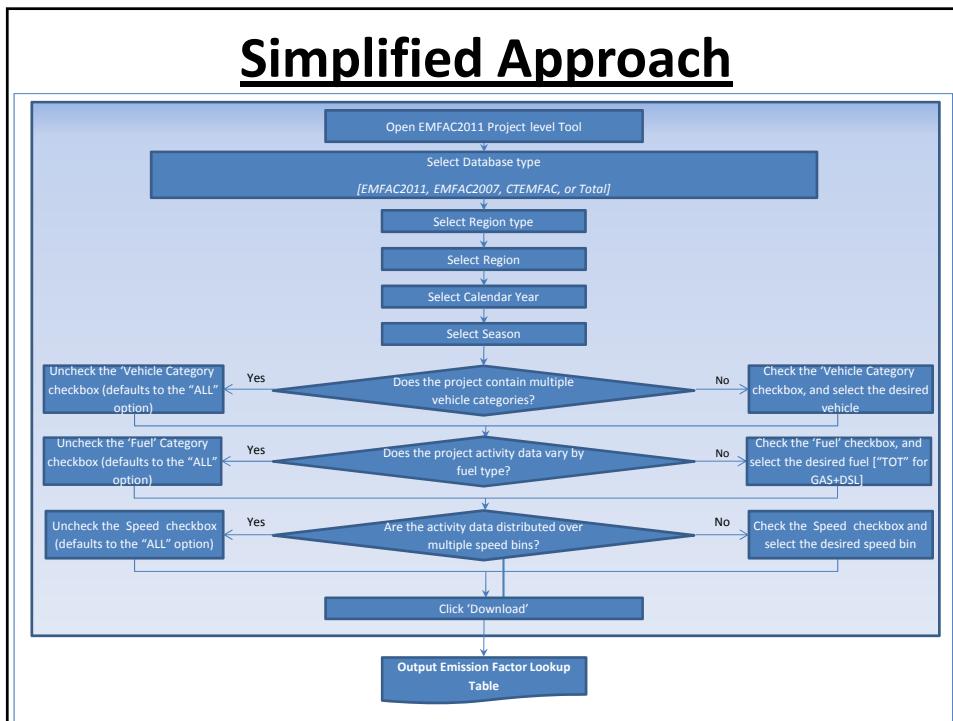 Simplified Approach
Open EMFAC2011 Project level Tool
Select Database type
[EMFAC2011, EMFAC2007, CTEMFAC, or Total]
Select Region type
Select Region
Select Calendar Year
Select Season
Uncheck the 'Vehicle Category
checkbox (defaults to the “ALL”
option)
Yes
Does the project contain multiple
vehicle categories?
No
Check the 'Vehicle Category
checkbox, and select the desired
vehicle
Uncheck the 'Fuel' Category
checkbox (defaults to the “ALL”
option)
Yes
Does the project activity data vary by
fuel type?
No
Check the 'Fuel' checkbox, and
select the desired fuel [“TOT” for
GAS+DSL]
Uncheck the Speed checkbox
(defaults to the “ALL” option)
Yes
Are the activity data distributed over
multiple speed bins?
No
Check the Speed checkbox and
select the desired speed bin
Click ‘Download’
Output Emission Factor Lookup
Table